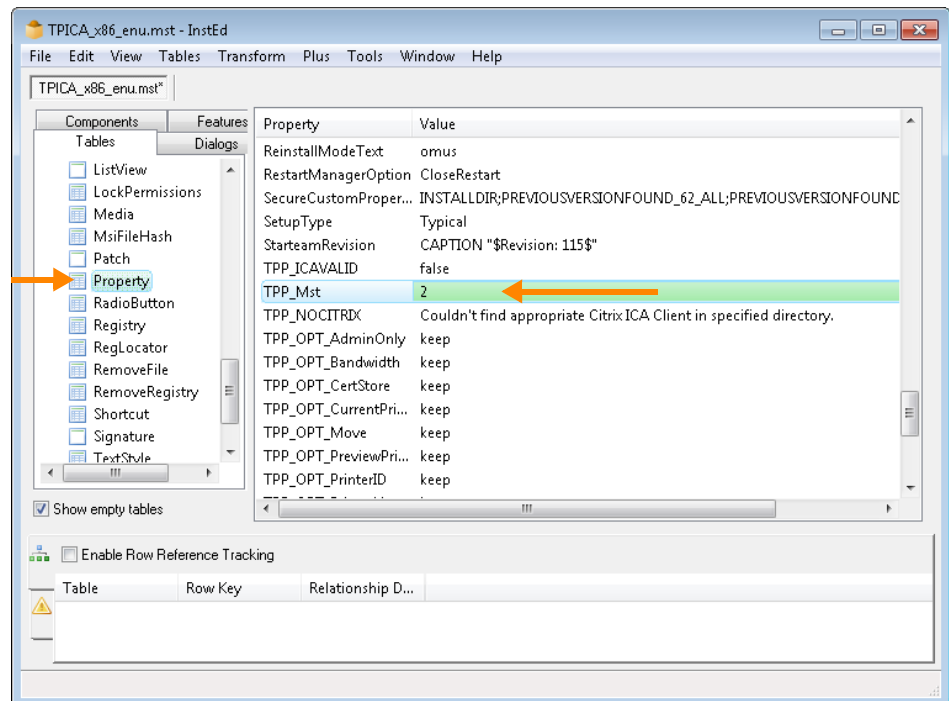 TPICA_x86_enu.mst - InstEd
File Edit View Tables Transform Plus Tools Window Help
TPICA_x86_enu.mst*
Components Features
Tables Dialogs
ListView
LockPermissions
Media
MsiFileHash
Patch
Property
RadioButton
Registry
RegLocator
RemoveFile
RemoveRegistry
Shortcut
Signature
TextStyle
Show empty tables
Property Value
ReinstallModeText omus
RestartManagerOption CloseRestart
SecureCustomProper... INSTALLDIR;PREVIOUSVERSIONFOUND_62_ALL;PREVIOUSVERSIONFOUND
SetupType Typical
StarteamRevision CAPTION "$Revision: 115$"
TPP_ICAVALID false
TPP_Mst 2
TPP_NOCITRIX Couldn't find appropriate Citrix ICA Client in specified directory.
TPP_OPT_AdminOnly keep
TPP_OPT_Bandwidth keep
TPP_OPT_CertStore keep
TPP_OPT_CurrentPri... keep
TPP_OPT_Move keep
TPP_OPT_PreviewPri... keep
TPP_OPT_PrinterID keep
Enable Row Reference Tracking
Table Row Key Relationship D...